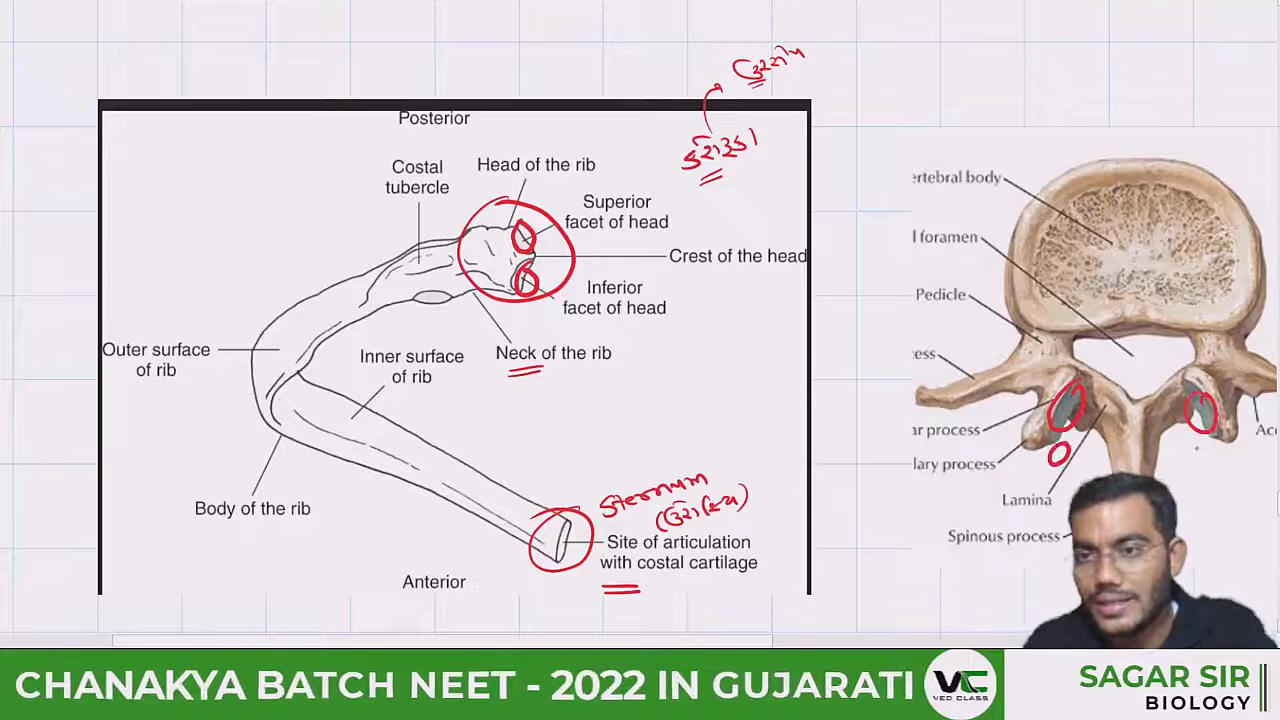 Posterior
Costal
tubercle
Head of the rib
Superior
facet of head
Crest of the head
Inferior
facet of head
Neck of the rib
Outer surface
of rib
Inner surface
of rib
Body of the rib
Sternum
Site of articulation
with costal cartilage
Anterior
ertebral body
l foramen
Pedicle
ess
ar process
lary process
Lamina
Spinous process
Acc
CHANAKYA BATCH NEET - 2022 IN GUJARATI
VC
VED CLASS
SAGAR SIR
BIOLOGY